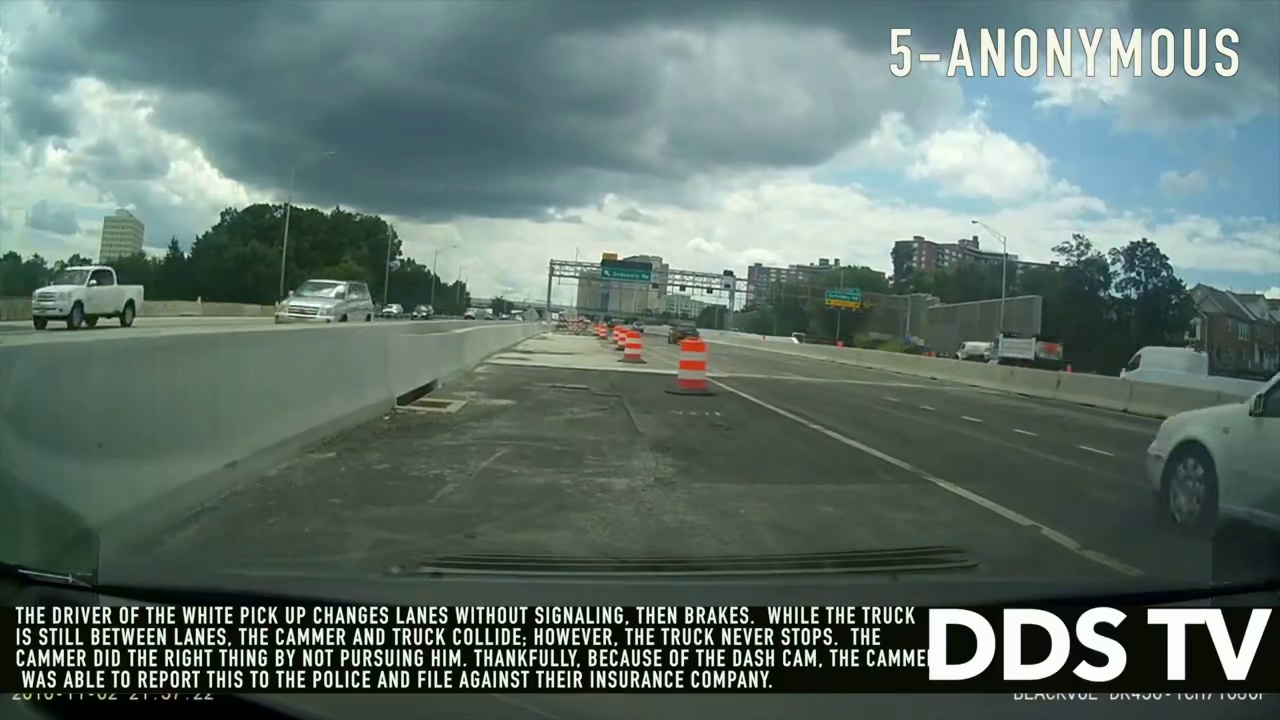 5-ANONYMOUS
THE DRIVER OF THE WHITE PICK UP CHANGES LANES WITHOUT SIGNALING, THEN BRAKES. WHILE THE TRUCK
IS STILL BETWEEN LANES, THE CAMMER AND TRUCK COLLIDE; HOWEVER, THE TRUCK NEVER STOPS. THE
CAMMER DID THE RIGHT THING BY NOT PURSUING HIM. THANKFULLY, BECAUSE OF THE DASH CAM, THE CAMME
WAS ABLE TO REPORT THIS TO THE POLICE AND FILE AGAINST THEIR INSURANCE COMPANY.
DDS TV